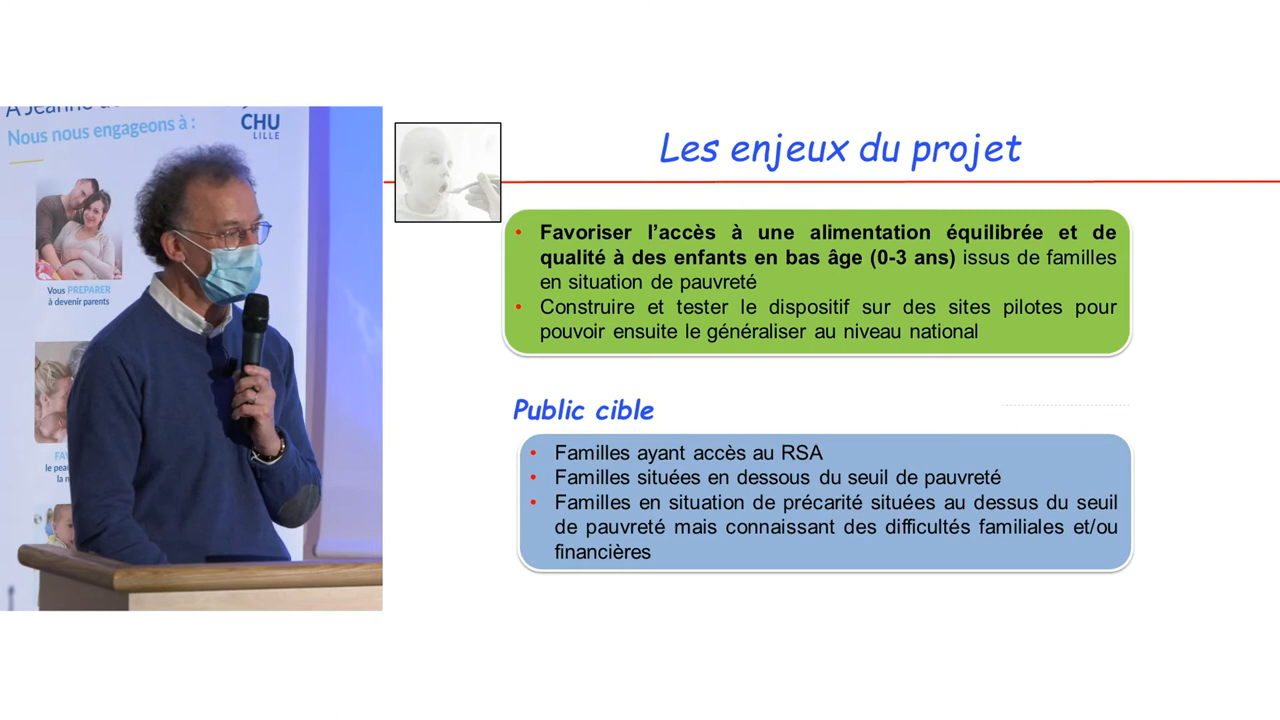 A Jeanne
Nous nous engageons à :
CHU
LILLE
Vous PRÉPARER
à devenir parents
le
la
Les enjeux du projet
• Favoriser l’accès à une alimentation équilibrée et de
qualité à des enfants en bas âge (0-3 ans) issus de familles
en situation de pauvreté
• Construire et tester le dispositif sur des sites pilotes pour
pouvoir ensuite le généraliser au niveau national
Public cible
• Familles ayant accès au RSA
• Familles situées en dessous du seuil de pauvreté
• Familles en situation de précarité situées au dessus du seuil
de pauvreté mais connaissant des difficultés familiales et/ou
financières